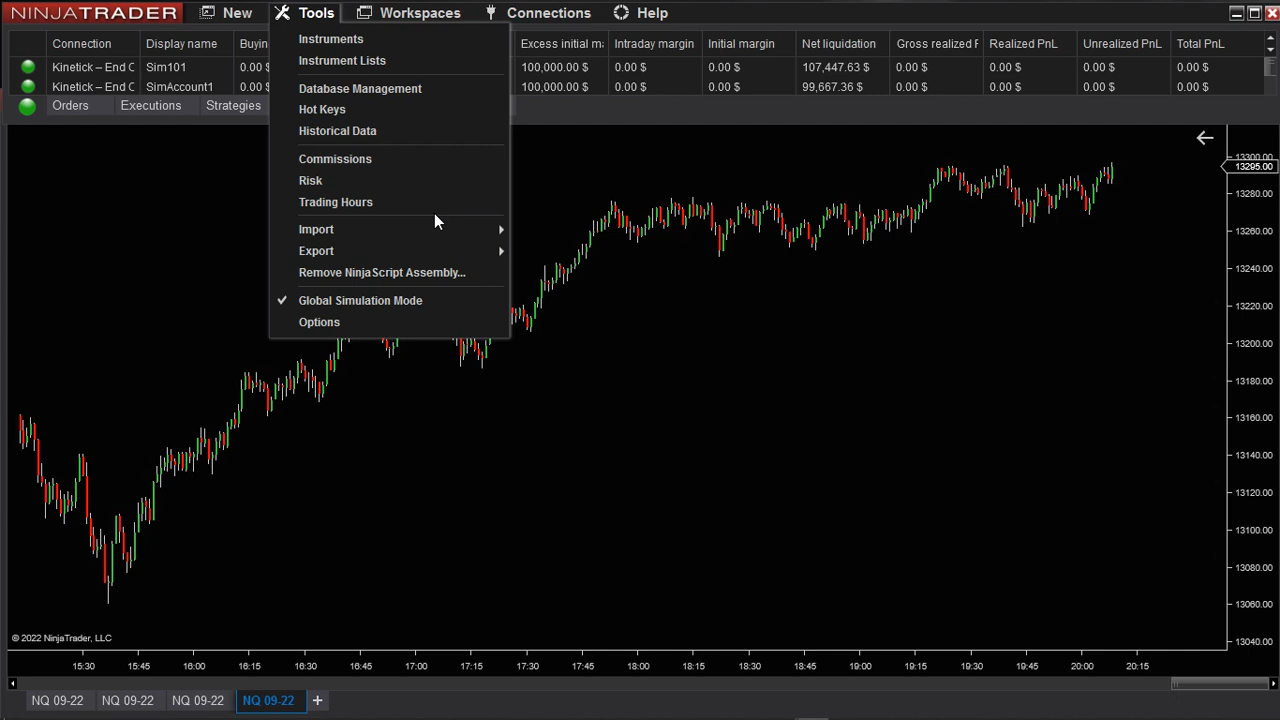 NINJATRADER New Tools Workspaces Connections Help
Connection Display name Buyin Excess initial ma Intraday margin Initial margin Net liquidation Gross realized P Realized PnL Unrealized PnL Total PnL
Kinetick – End C Sim101 0.00 $ 100,000.00 $ 0.00 $ 0.00 $ 107,447.63 $ 0.00 $ 0.00 $ 0.00 $ 0.00 $
Kinetick – End C SimAccount1 0.00 $ 100,000.00 $ 0.00 $ 0.00 $ 99,667.36 $ 0.00 $ 0.00 $ 0.00 $ 0.00 $
Orders Executions Strategies
Instruments
Instrument Lists
Database Management
Hot Keys
Historical Data
Commissions
Risk
Trading Hours
Import
Export
Remove NinjaScript Assembly...
Global Simulation Mode
Options
13300.00
13295.00
13280.00
13260.00
13240.00
13220.00
13200.00
13180.00
13160.00
13140.00
13120.00
13100.00
13080.00
13060.00
13040.00
© 2022 NinjaTrader, LLC
15:30 15:45 16:00 16:15 16:30 16:45 17:00 17:15 17:30 17:45 18:00 18:15 18:30 18:45 19:00 19:15 19:30 19:45 20:00 20:15
NQ 09-22 NQ 09-22 NQ 09-22 NQ 09-22 +